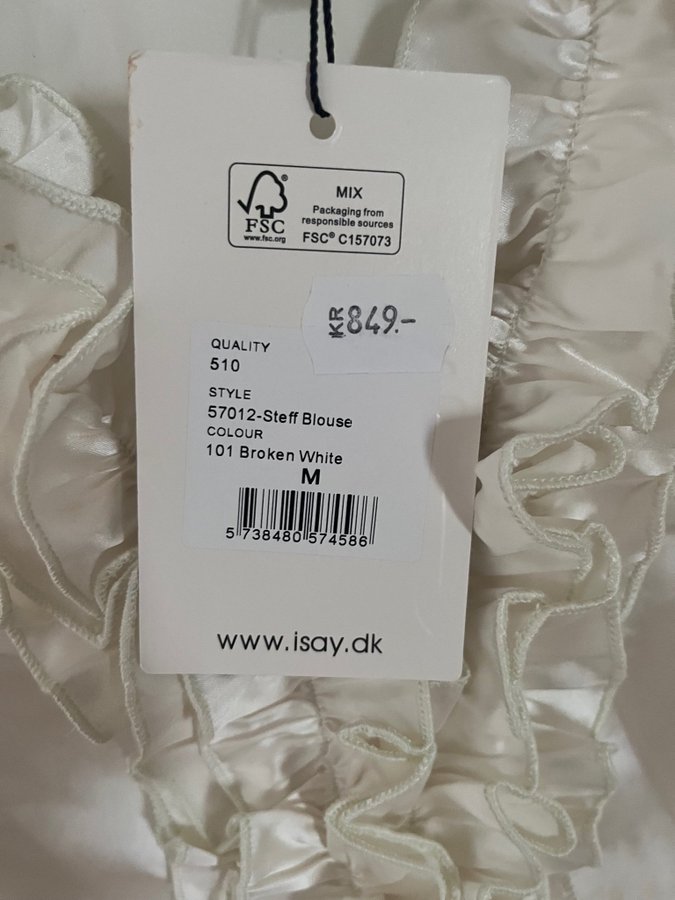 FSC®
www.fsc.org
MIX
Packaging from
responsible sources
FSC® C157073
KR 849.-
QUALITY
510
STYLE
57012-Steff Blouse
COLOUR
101 Broken White
M
5 738480 574586
www.isay.dk